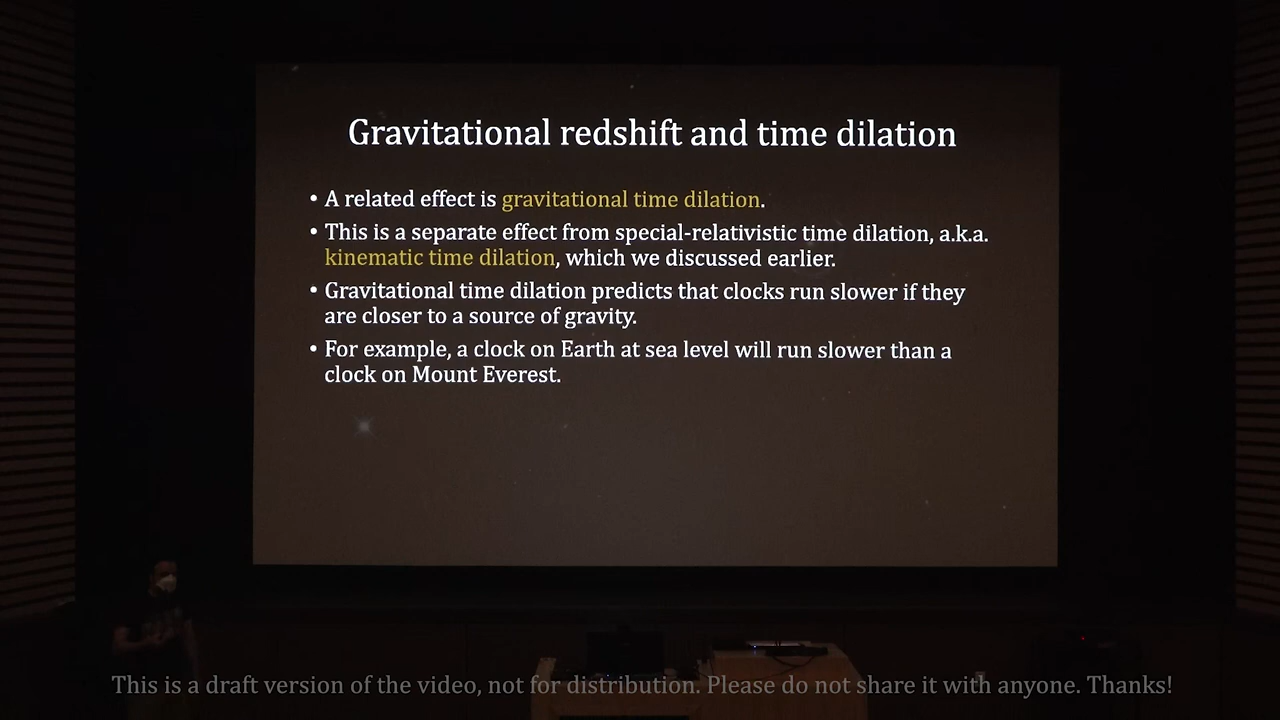 Gravitational redshift and time dilation
• A related effect is gravitational time dilation.
• This is a separate effect from special-relativistic time dilation, a.k.a.
kinematic time dilation, which we discussed earlier.
• Gravitational time dilation predicts that clocks run slower if they
are closer to a source of gravity.
• For example, a clock on Earth at sea level will run slower than a
clock on Mount Everest.
This is a draft version of the video, not for distribution. Please do not share it with anyone. Thanks!